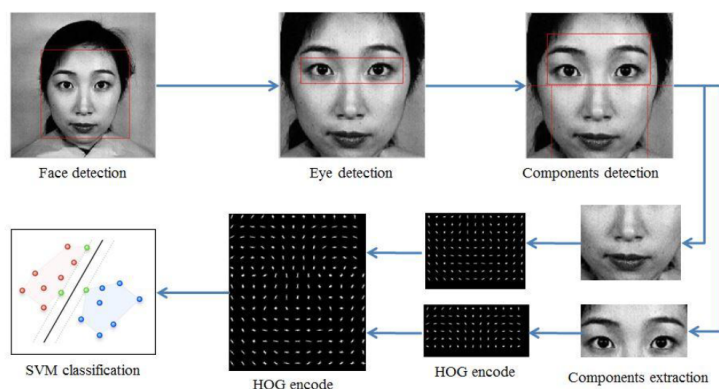 Face detection
Eye detection
Components detection
SVM classification
HOG encode
HOG encode
Components extraction